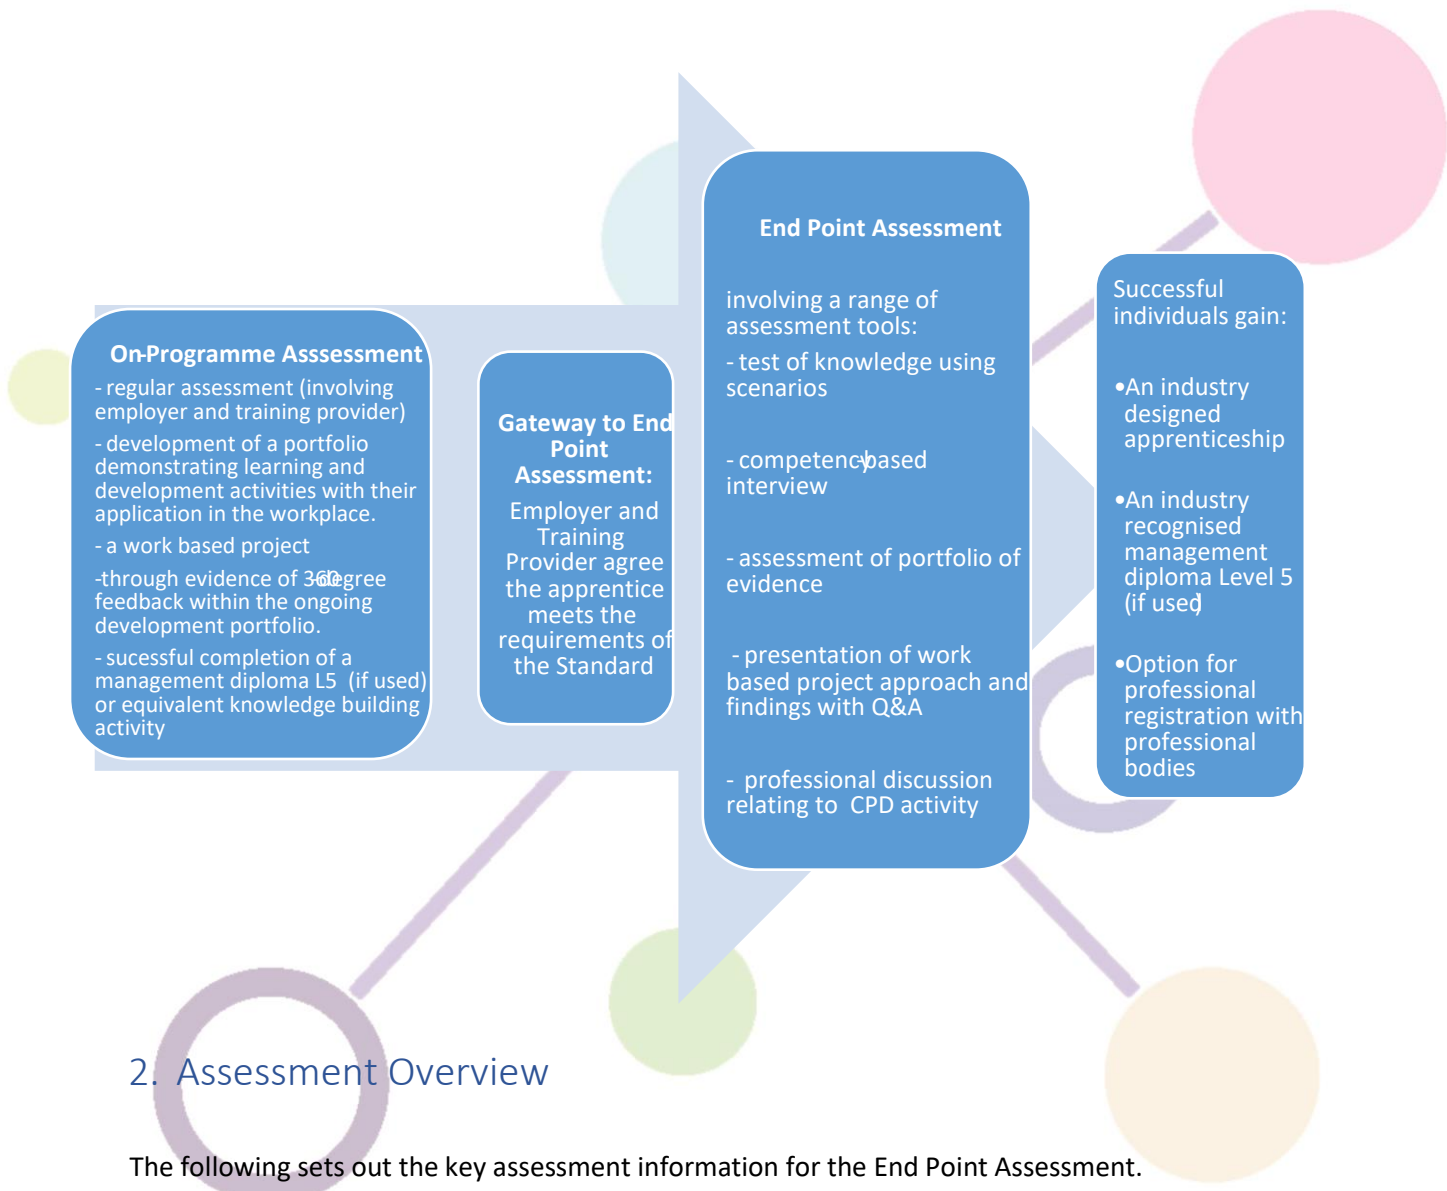 On-Programme Asssessment
- regular assessment (involving
employer and training provider)
- development of a portfolio
demonstrating learning and
development activities with their
application in the workplace.
- a work based project
-through evidence of 360-degree
feedback within the ongoing
development portfolio.
- sucessful completion of a
management diploma L5 (if used)
or equivalent knowledge building
activity
Gateway to End
Point
Assessment:
Employer and
Training
Provider agree
the apprentice
meets the
requirements of
the Standard
End Point Assessment
involving a range of
assessment tools:
- test of knowledge using
scenarios
- competency-based
interview
- assessment of portfolio of
evidence
- presentation of work
based project approach and
findings with Q&A
- professional discussion
relating to CPD activity
Successful
individuals gain:
•An industry
designed
apprenticeship
•An industry
recognised
management
diploma Level 5
(if used)
•Option for
professional
registration with
professional
bodies
2. Assessment Overview
The following sets out the key assessment information for the End Point Assessment.